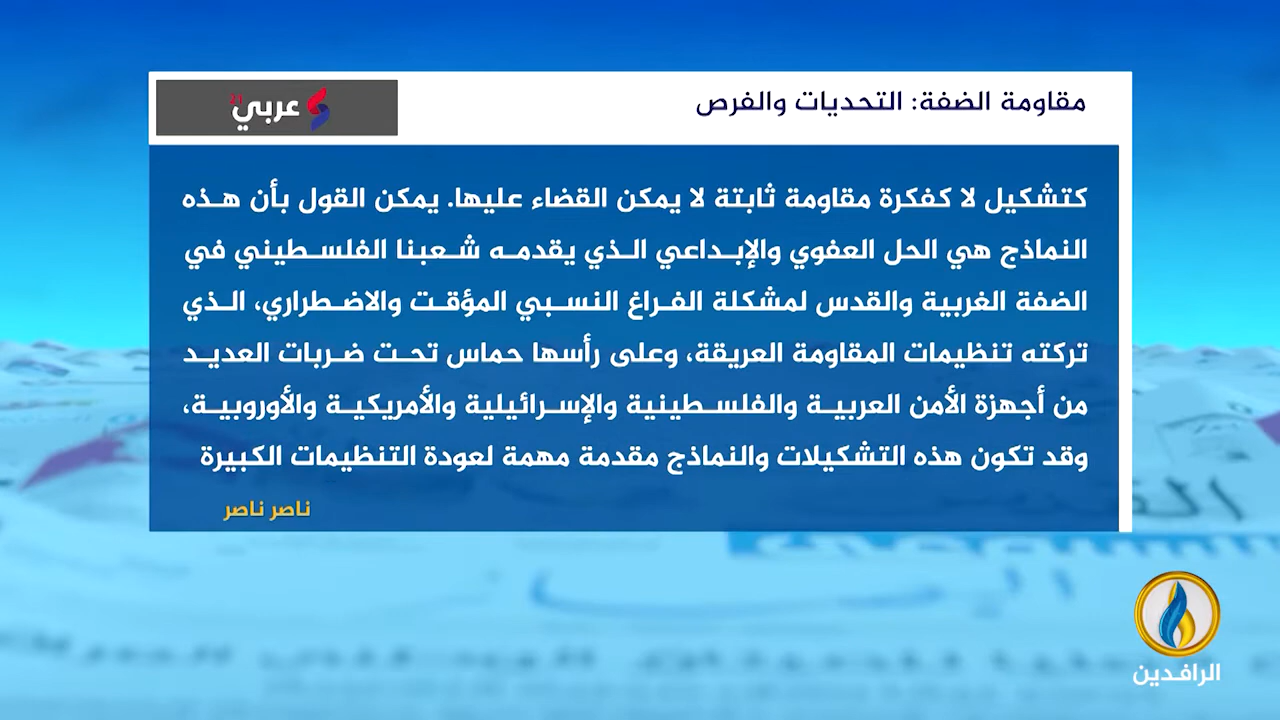 مقاومة الضفة: التحديات والفرص
عربي21
كتشكيل لا كفكرة مقاومة ثابتة لا يمكن القضاء عليها. يمكن القول بأن هذه
النماذج هي الحل العفوي والإبداعي الذي يقدمه شعبنا الفلسطيني في
الضفة الغربية والقدس لمشكلة الفراغ النسبي المؤقت والاضطراري، الذي
تركته تنظيمات المقاومة العريقة، وعلى رأسها حماس تحت ضربات العديد
من أجهزة الأمن العربية والفلسطينية والإسرائيلية والأمريكية والأوروبية،
وقد تكون هذه التشكيلات والنماذج مقدمة مهمة لعودة التنظيمات الكبيرة
ناصر ناصر
الرافدين